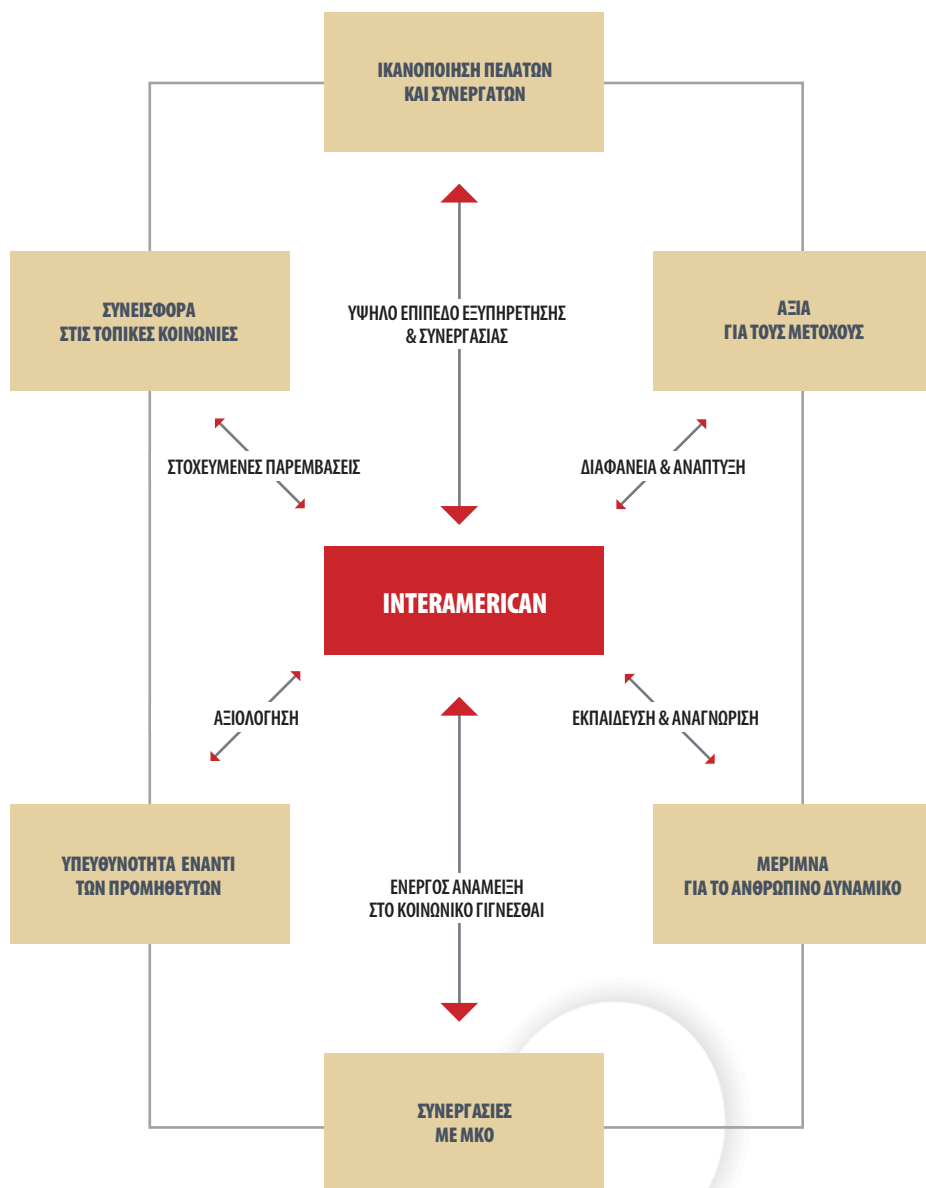 ΙΚΑΝΟΠΟΙΗΣΗ ΠΕΛΑΤΩΝ
ΚΑΙ ΣΥΝΕΡΓΑΤΩΝ
ΣΥΝΕΙΣΦΟΡΑ
ΣΤΙΣ ΤΟΠΙΚΕΣ ΚΟΙΝΩΝΙΕΣ
ΥΨΗΛΟ ΕΠΙΠΕΔΟ ΕΞΥΠΗΡΕΤΗΣΗΣ
& ΣΥΝΕΡΓΑΣΙΑΣ
ΑΞΙΑ
ΓΙΑ ΤΟΥΣ ΜΕΤΟΧΟΥΣ
ΣΤΟΧΕΥΜΕΝΕΣ ΠΑΡΕΜΒΑΣΕΙΣ
ΔΙΑΦΑΝΕΙΑ & ΑΝΑΠΤΥΞΗ
INTERAMERICAN
ΑΞΙΟΛΟΓΗΣΗ
ΕΚΠΑΙΔΕΥΣΗ & ΑΝΑΓΝΩΡΙΣΗ
ΥΠΕΥΘΥΝΟΤΗΤΑ ΕΝΑΝΤΙ
ΤΩΝ ΠΡΟΜΗΘΕΥΤΩΝ
ΕΝΕΡΓΟΣ ΑΝΑΜΕΙΞΗ
ΣΤΟ ΚΟΙΝΩΝΙΚΟ ΓΙΓΝΕΣΘΑΙ
ΜΕΡΙΜΝΑ
ΓΙΑ ΤΟ ΑΝΘΡΩΠΙΝΟ ΔΥΝΑΜΙΚΟ
ΣΥΝΕΡΓΑΣΙΕΣ
ΜΕ ΜΚΟ